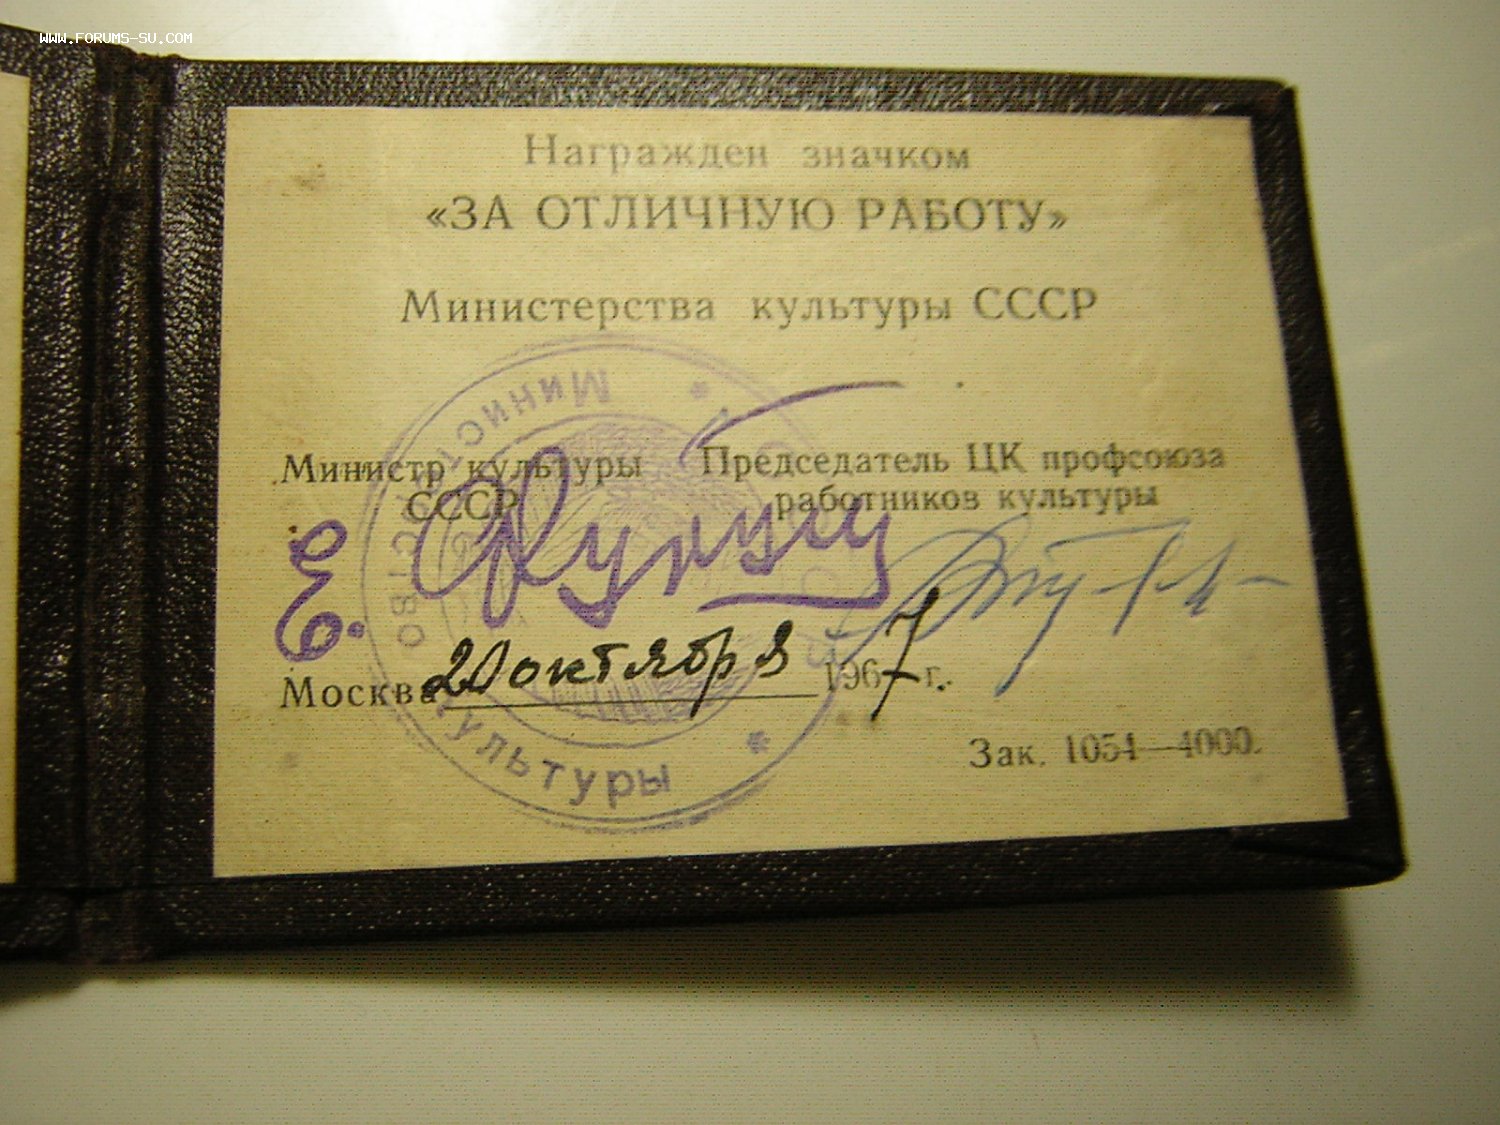 WWW.FORUMS-SU.COM
Награжден значком
«ЗА ОТЛИЧНУЮ РАБОТУ»
Министерства культуры СССР
Министр культуры
СССР
Председатель ЦК профсоюза
работников культуры
Е. Фурцева
Москва октября 1967 г.
Зак. 1054—4000.
Министерство культуры